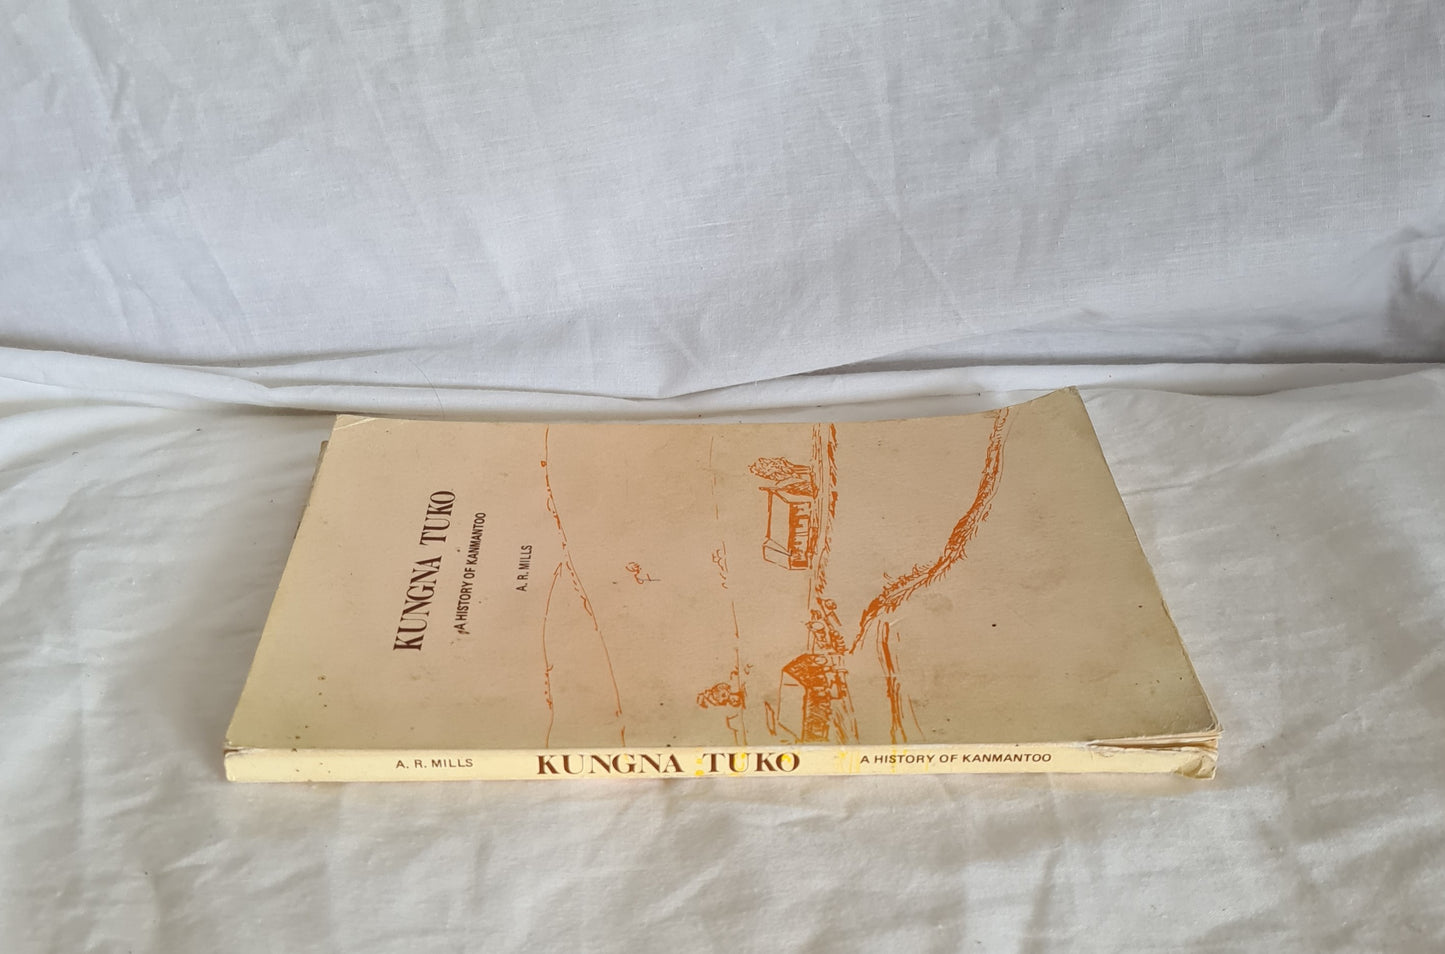 KUNGNA TUKO
A HISTORY OF KANMANTOO
A. R. MILLS
A. R. MILLS KUNGNA TUKO A HISTORY OF KANMANTOO